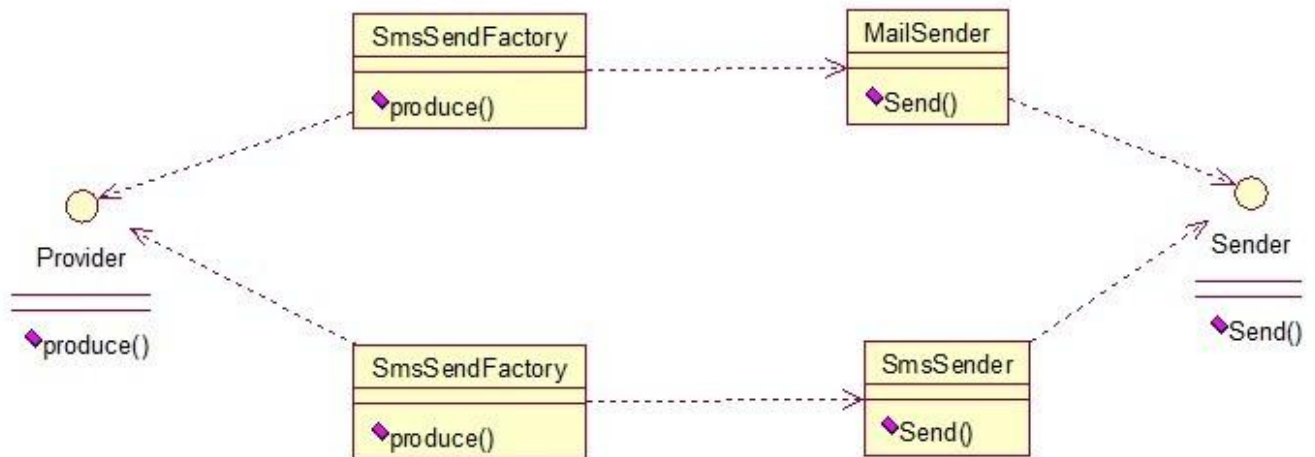 SmsSendFactory
produce()
MailSender
Send()
Provider
produce()
Sender
Send()
SmsSendFactory
produce()
SmsSender
Send()